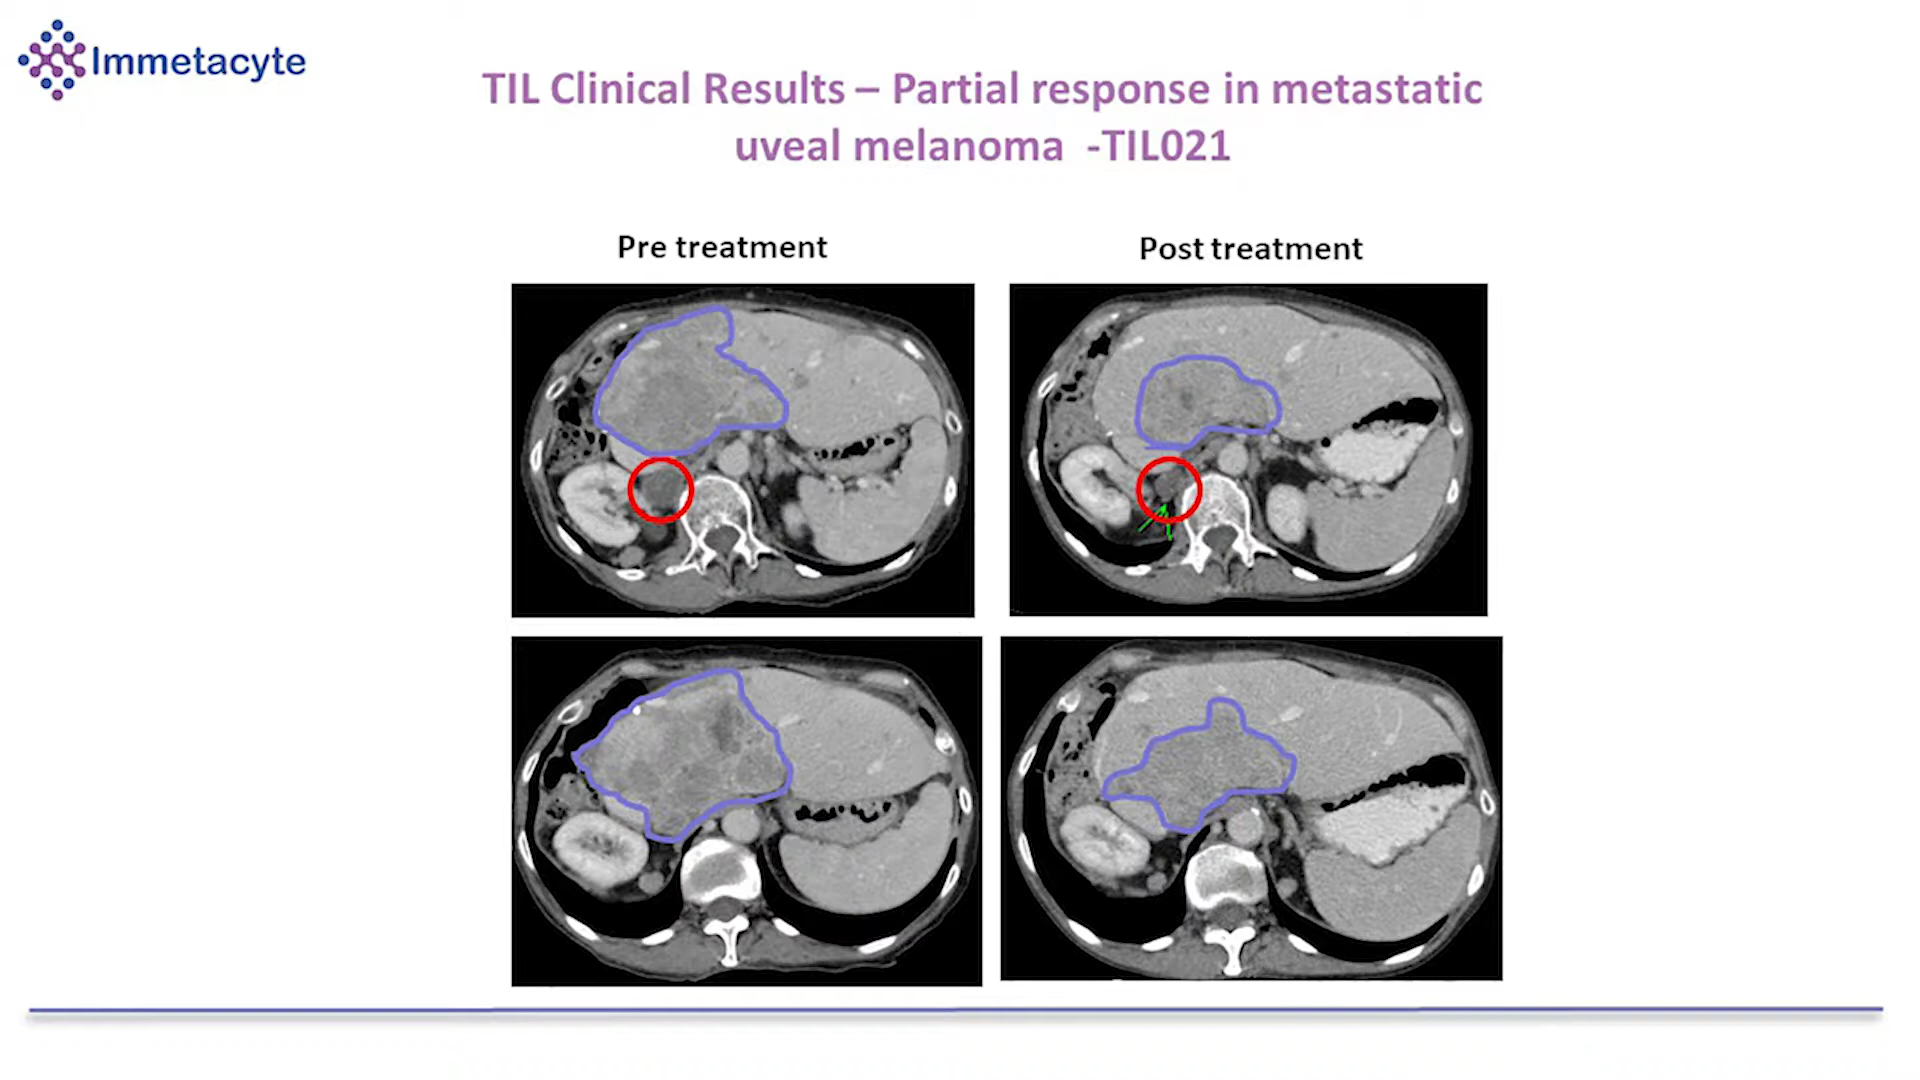 Immetacyte
TIL Clinical Results – Partial response in metastatic
uveal melanoma  -TIL021
Pre treatment
Post treatment